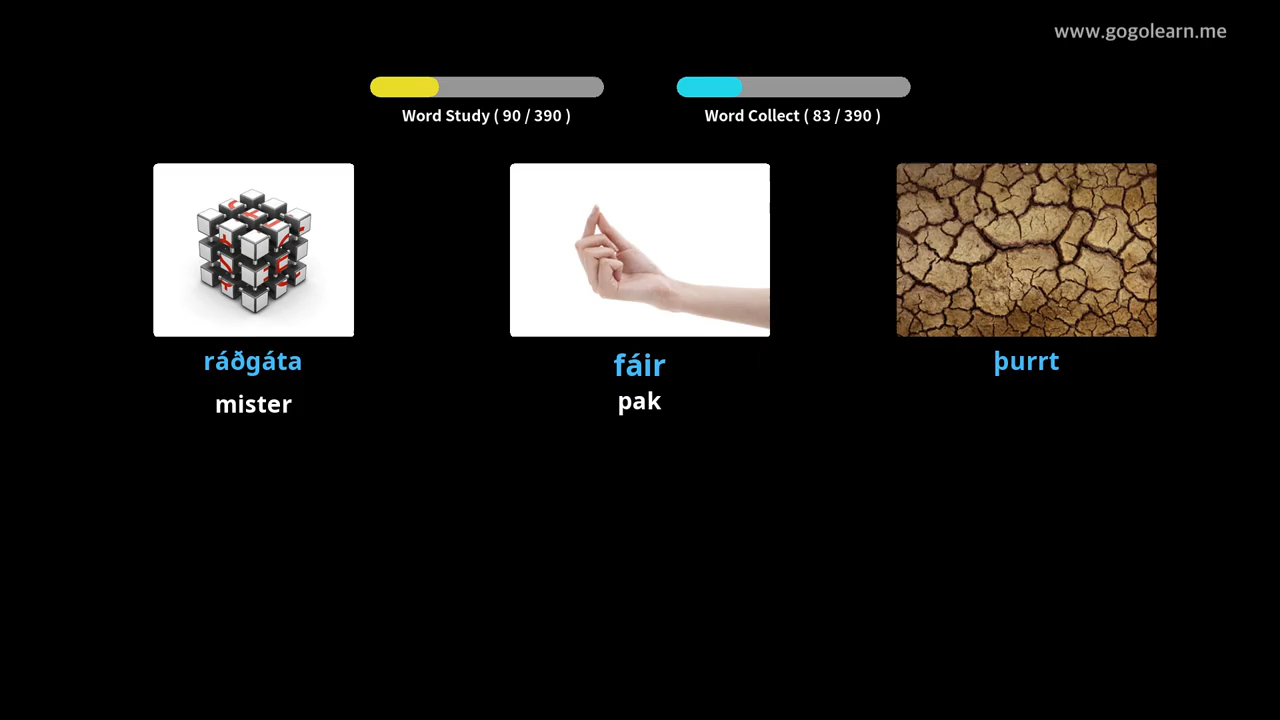 www.gogolearn.me
Word Study ( 90 / 390 )
Word Collect ( 83 / 390 )
ráðgáta
mister
fáir
pak
þurrt